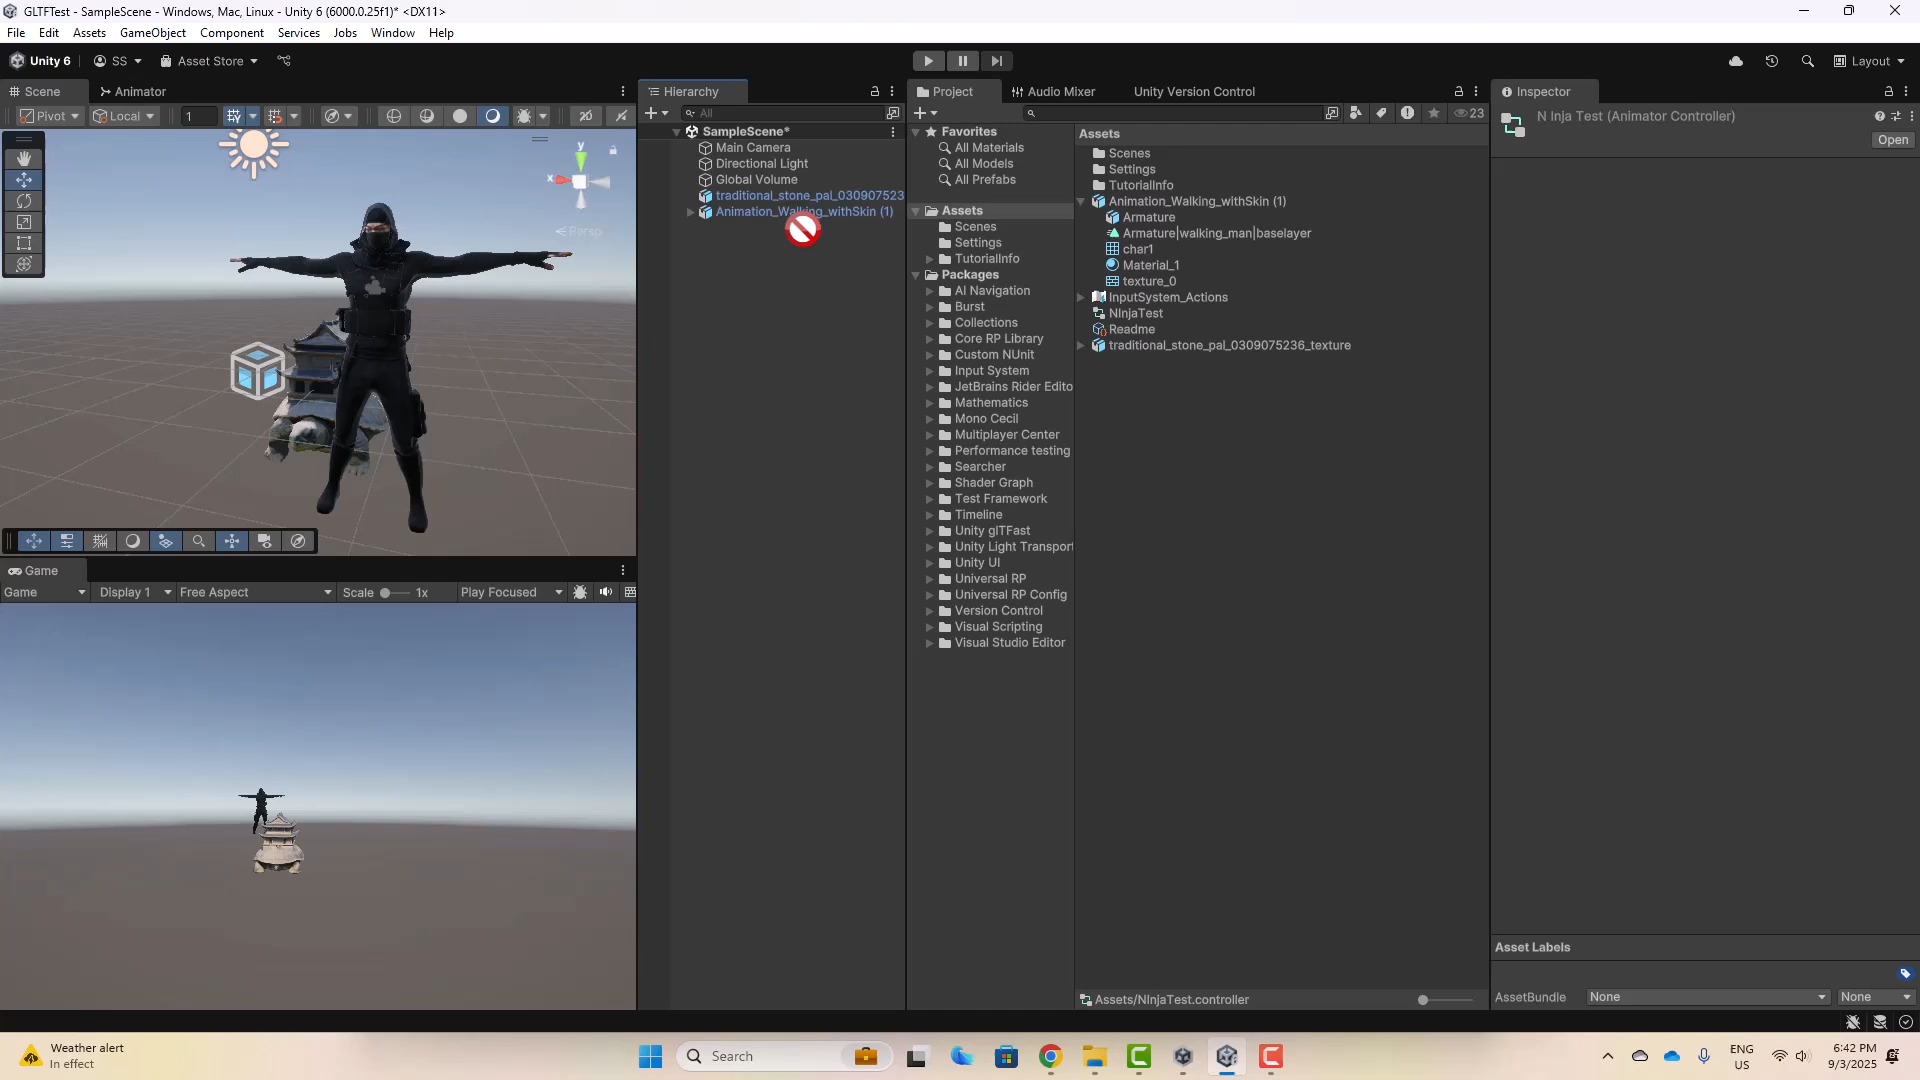 GLTFTest - SampleScene - Windows, Mac, Linux - Unity 6 (6000.0.25f1)* <DX11>
File Edit Assets GameObject Component Services Jobs Window Help
Unity 6 SS Asset Store Layout
Scene Animator
Pivot Local 1 2D
Persp
y
x
Game
Game Display 1 Free Aspect Scale 1x Play Focused
Hierarchy
All
SampleScene*
Main Camera
Directional Light
Global Volume
traditional_stone_pal_030907523
Animation_Walking_withSkin (1)
Project Audio Mixer Unity Version Control
23
Favorites
All Materials
All Models
All Prefabs
Assets
Scenes
Settings
TutorialInfo
Packages
AI Navigation
Burst
Collections
Core RP Library
Custom NUnit
Input System
JetBrains Rider Edito
Mathematics
Mono Cecil
Multiplayer Center
Performance testing
Searcher
Shader Graph
Test Framework
Timeline
Unity glTFast
Unity Light Transport
Unity UI
Universal RP
Universal RP Config
Version Control
Visual Scripting
Visual Studio Editor
Assets
Scenes
Settings
TutorialInfo
Animation_Walking_withSkin (1)
Armature
Armature|walking_man|baselayer
char1
Material_1
texture_0
InputSystem_Actions
NInjaTest
Readme
traditional_stone_pal_0309075236_texture
Assets/NInjaTest.controller
Inspector
N Inja Test (Animator Controller)
Open
Asset Labels
AssetBundle None None
Weather alert
In effect
Search
ENG
US
6:42 PM
9/3/2025